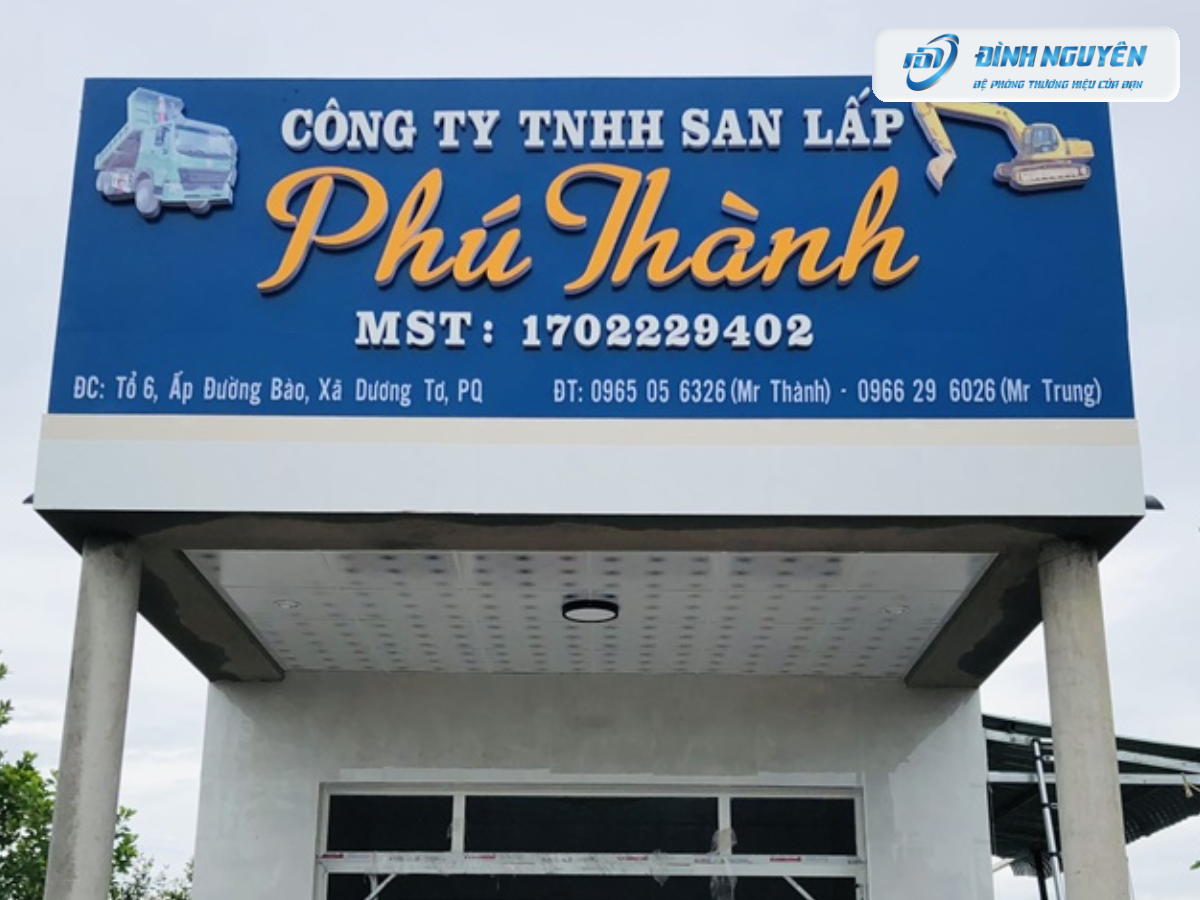 ĐÌNH NGUYÊN
BỆ PHÓNG THƯƠNG HIỆU CỦA BẠN
CÔNG TY TNHH SAN LẤP
Phú Thành
MST: 1702229402
ĐC: Tổ 6, Ấp Đường Bào, Xã Dương Tơ, PQ
ĐT: 0965 05 6326 (Mr Thành) - 0966 29 6026 (Mr Trung)